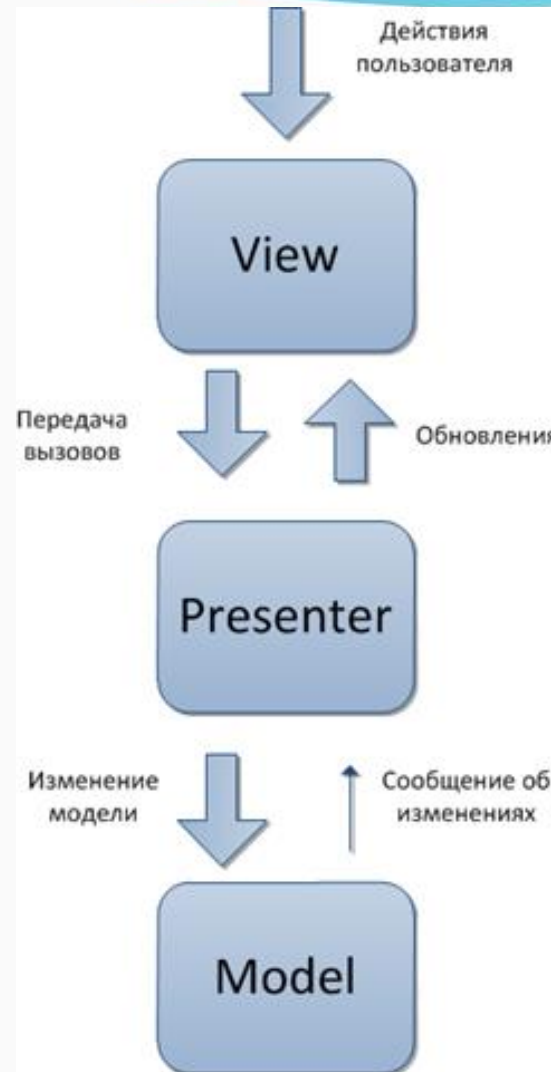 Действия
пользователя
View
Передача
вызовов
Обновления
Presenter
Изменение
модели
Сообщение об
изменениях
Model